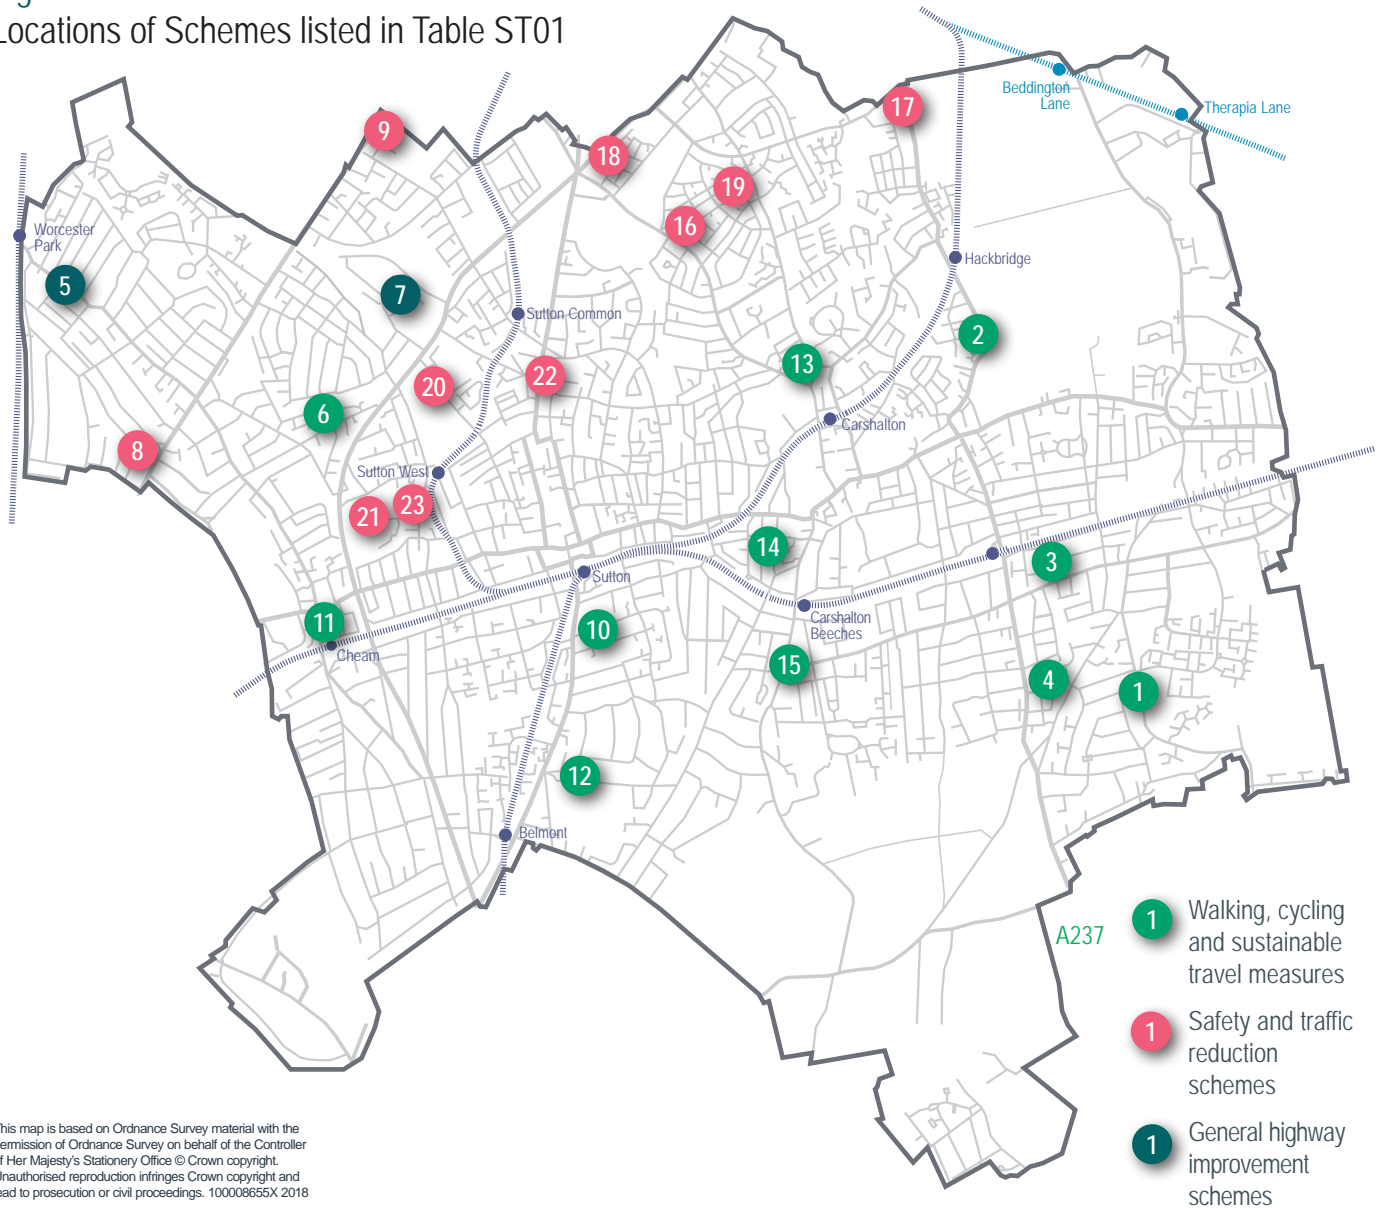 Locations of Schemes listed in Table ST01
9
17
18
19
16
Beddington
Lane
Therapia Lane
Worcester
Park
5
7
Hackbridge
Sutton Common
2
13
20
22
6
Carshalton
8
Sutton West
21
23
14
3
Sutton
11
10
Carshalton
Beeches
Cheam
15
4
1
12
Belmont
A237
1
Walking, cycling
and sustainable
travel measures
1
Safety and traffic
reduction
schemes
1
General highway
improvement
schemes
This map is based on Ordnance Survey material with the
permission of Ordnance Survey on behalf of the Controller
of Her Majesty's Stationery Office © Crown copyright.
Unauthorised reproduction infringes Crown copyright and
lead to prosecution or civil proceedings. 100008655X 2018